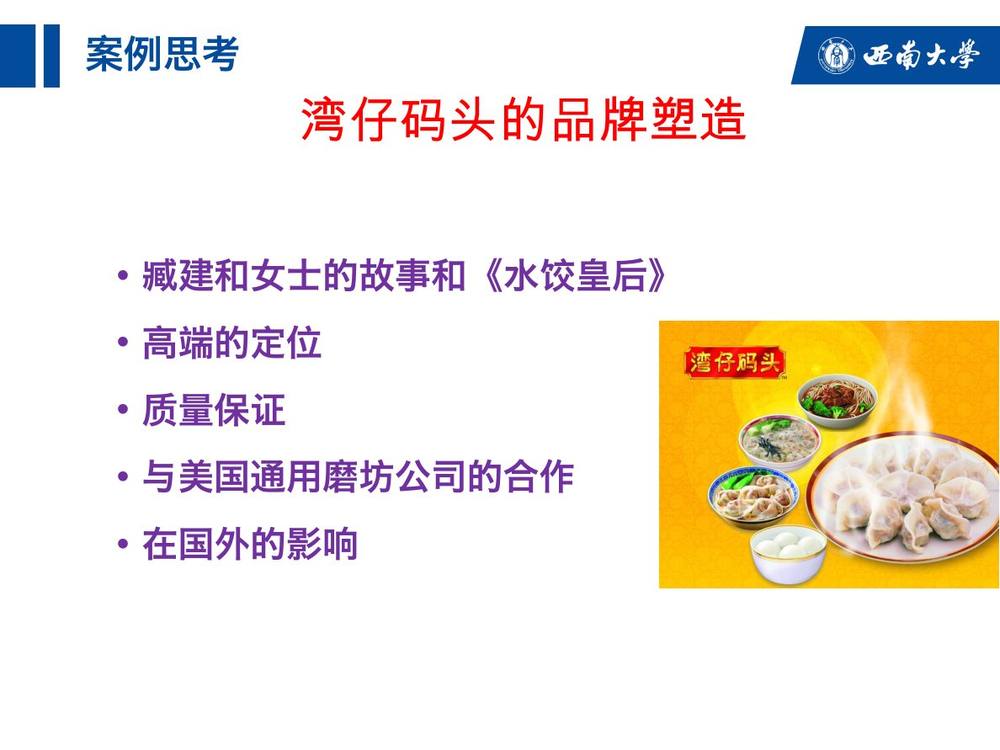 案例思考
西南大学
湾仔码头的品牌塑造
• 臧建和女士的故事和《水饺皇后》
• 高端的定位
• 质量保证
• 与美国通用磨坊公司的合作
• 在国外的影响
湾仔码头